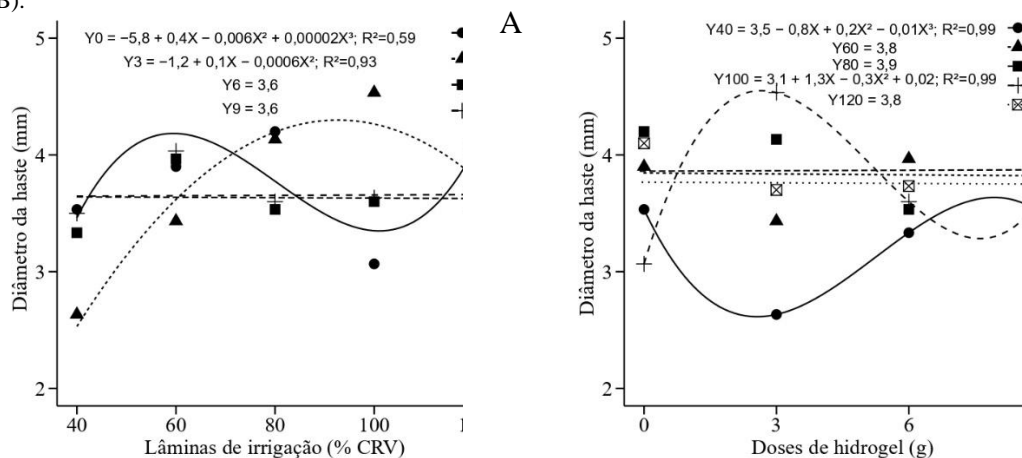 B).
A
Y0 = −5,8 + 0,4X − 0,006X² + 0,00002X³; R²=0,59
Y3 = −1,2 + 0,1X − 0,0006X²; R²=0,93
Y6 = 3,6
Y9 = 3,6
Diâmetro da haste (mm)
5
4
3
2
40 60 80 100 1
Lâminas de irrigação (% CRV)
Y40 = 3,5 − 0,8X + 0,2X² − 0,01X³; R²=0,99
Y60 = 3,8
Y80 = 3,9
Y100 = 3,1 + 1,3X − 0,3X² + 0,02; R²=0,99
Y120 = 3,8
Diâmetro da haste (mm)
5
4
3
2
0 3 6
Doses de hidrogel (g)